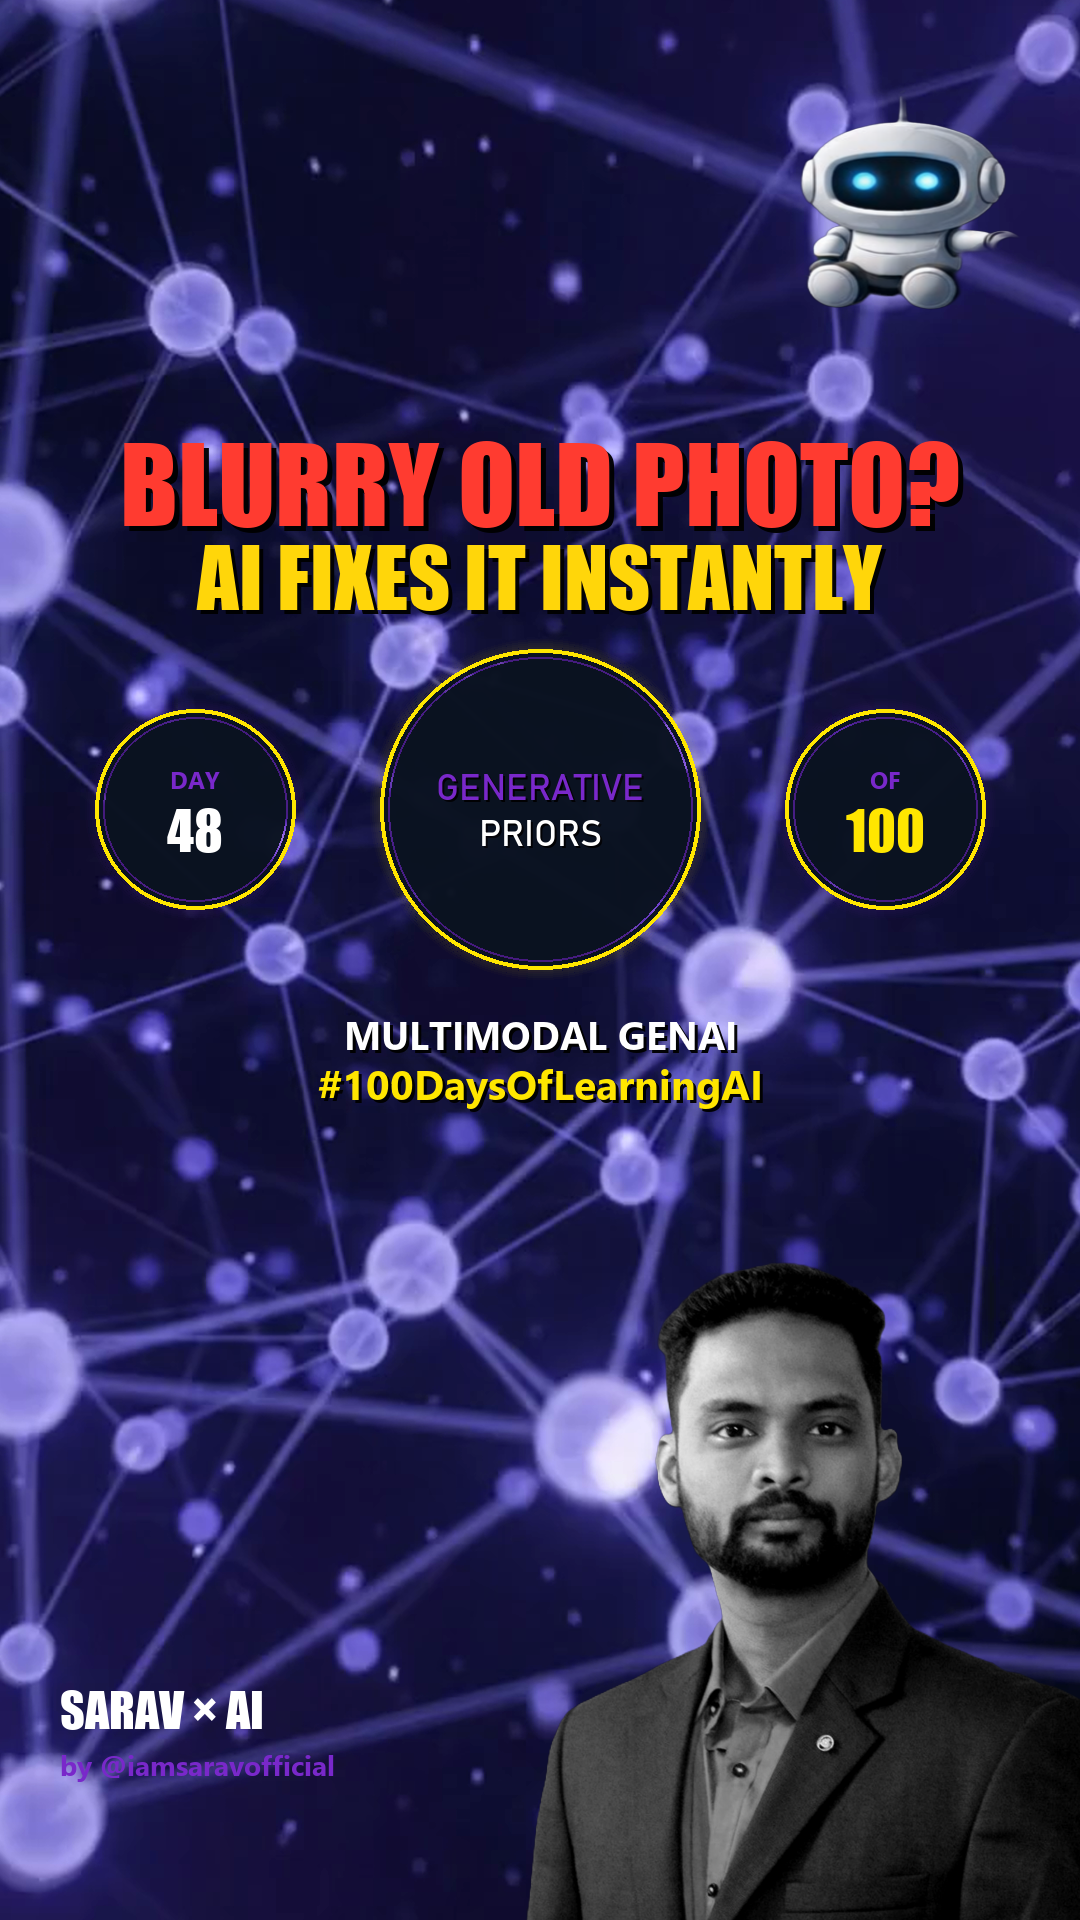 BLURRY OLD PHOTO?
AI FIXES IT INSTANTLY
DAY
48
GENERATIVE
PRIORS
OF
100
MULTIMODAL GENAI
#100DaysOfLearningAI
SARAV × AI
by @iamsaravofficial